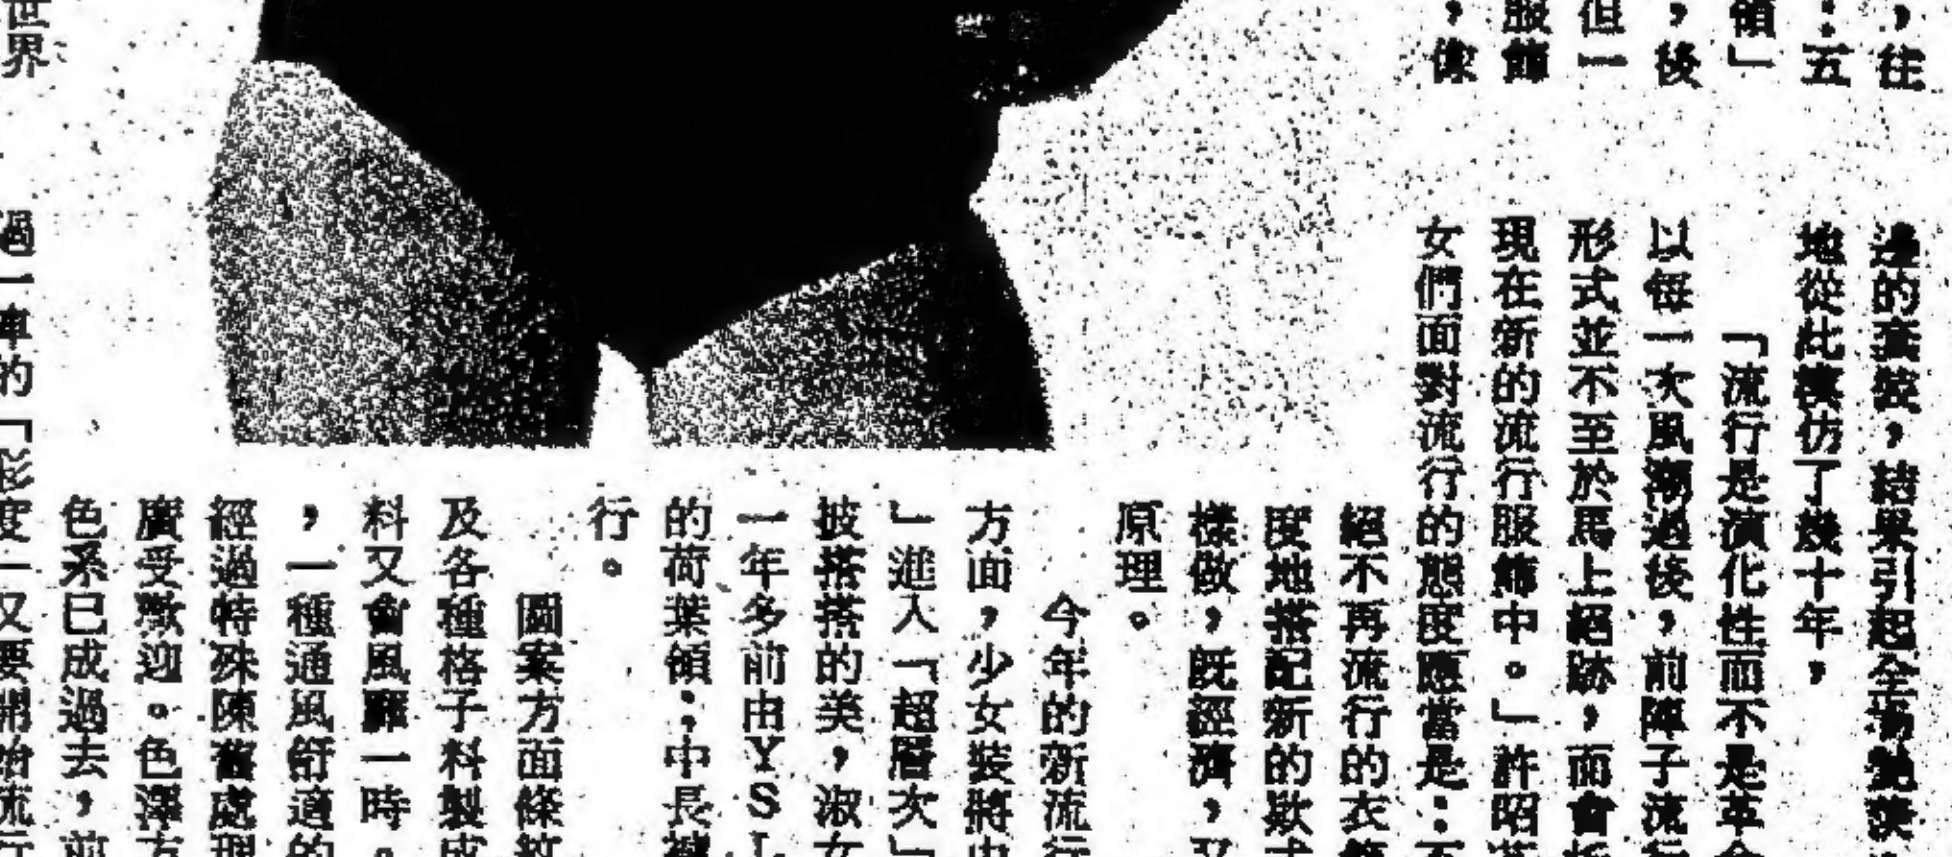 ，往
：五
領」
，後
但一
服飾
，像
邊的套裝，結果引起全場驚羨
地從此模仿了幾十年，
「流行是演化性而不是革命
以每一次風潮過後，前陣子流行
形式並不至於馬上絕跡，而會
現在新的流行服飾中。」許昭
女們面對流行的態度應當是：不
絕不再流行的衣飾
度地搭配新的款式
樣做，既經濟，又
原理。
今年的新流行
方面，少女裝將由
」進入「超層次」
披搭搭的美，淑女
一年多前由YSL
的荷葉領；中長裙
行。
圖案方面條紋
及各種格子料製成
料又會風靡一時。
，一種通風舒適的
經過特殊陳舊處理
廣受歡迎。色澤方
色系已成過去，前
世界
過一陣的「彩
度一又要開始流行